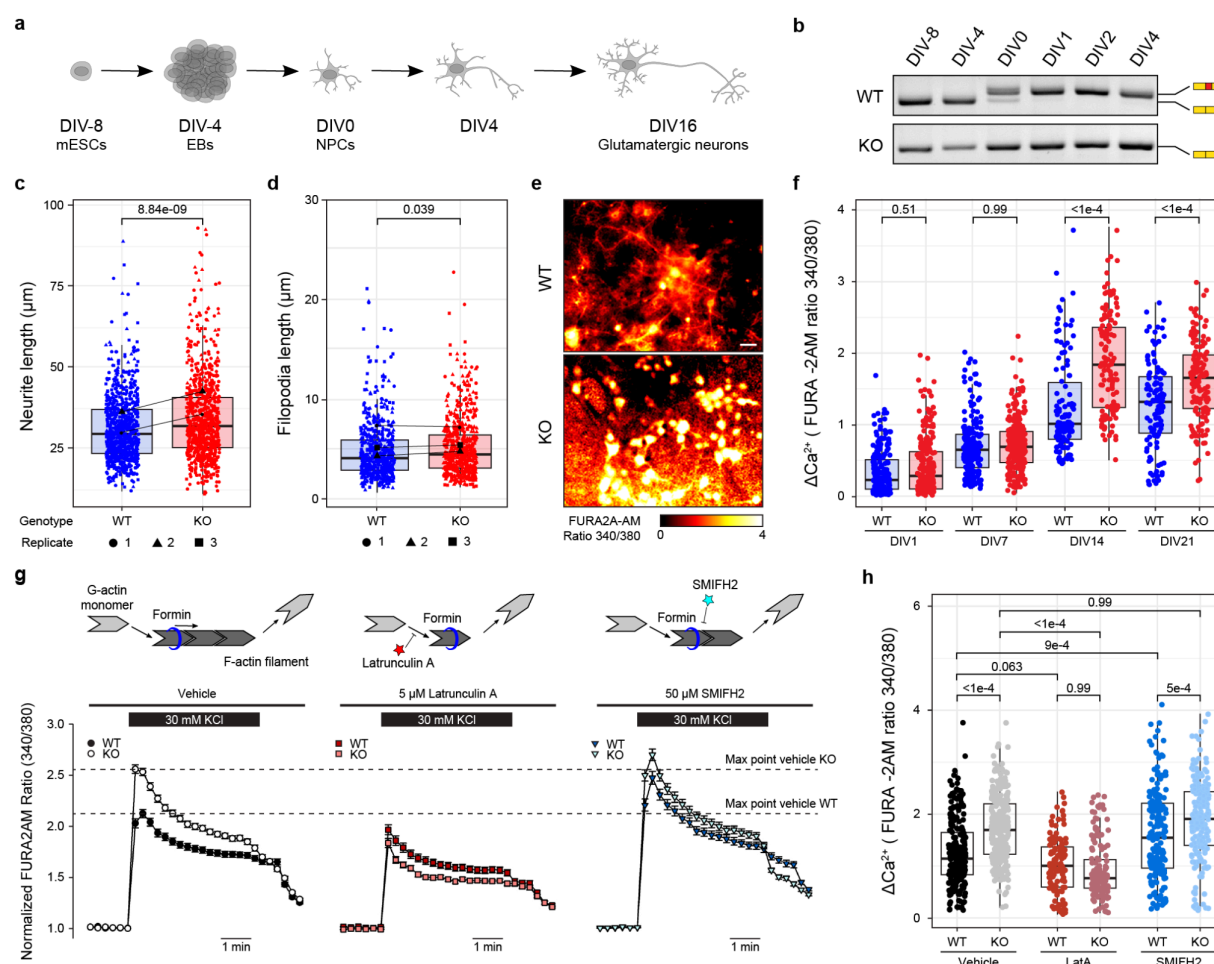 a
DIV-8
mESCs
DIV-4
EBs
DIV0
NPCs
DIV4
DIV16
Glutamatergic neurons
b
DIV-8 DIV-4 DIV0 DIV1 DIV2 DIV4
WT
KO
c
8.84e-09
Neurite length (µm)
100
75
50
25
Genotype WT KO
Replicate 1 2 3
d
0.039
Filopodia length (µm)
30
20
10
0
WT KO
1 2 3
e
WT
KO
FURA2A-AM
Ratio 340/380
0 4
f
ΔCa²⁺ ( FURA -2AM ratio 340/380)
4
3
2
1
0
0.51 0.99 <1e-4 <1e-4
WT KO WT KO WT KO WT KO
DIV1 DIV7 DIV14 DIV21
g
G-actin
monomer
Formin
F-actin filament
Formin
Latrunculin A
SMIFH2
Formin
Vehicle 5 µM Latrunculin A 50 µM SMIFH2
30 mM KCl 30 mM KCl 30 mM KCl
Normalized FURA2AM Ratio (340/380)
3.0
2.5
2.0
1.5
1.0
WT
KO
WT
KO
WT
KO
Max point vehicle KO
Max point vehicle WT
1 min 1 min 1 min
h
ΔCa²⁺ ( FURA -2AM ratio 340/380)
6
4
2
0
0.99
<1e-4
9e-4
0.063
<1e-4 0.99 5e-4
WT KO WT KO WT KO
Vehicle LatA SMIFH2